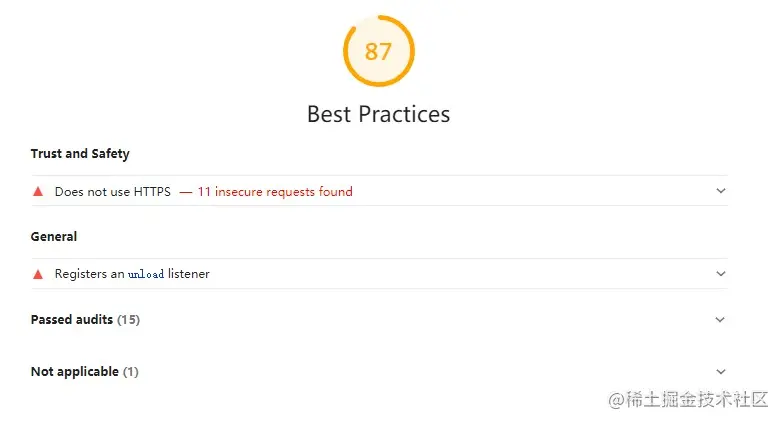 87
Best Practices
Trust and Safety
Does not use HTTPS — 11 insecure requests found
General
Registers an unload listener
Passed audits (15)
Not applicable (1)
@稀土掘金技术社区